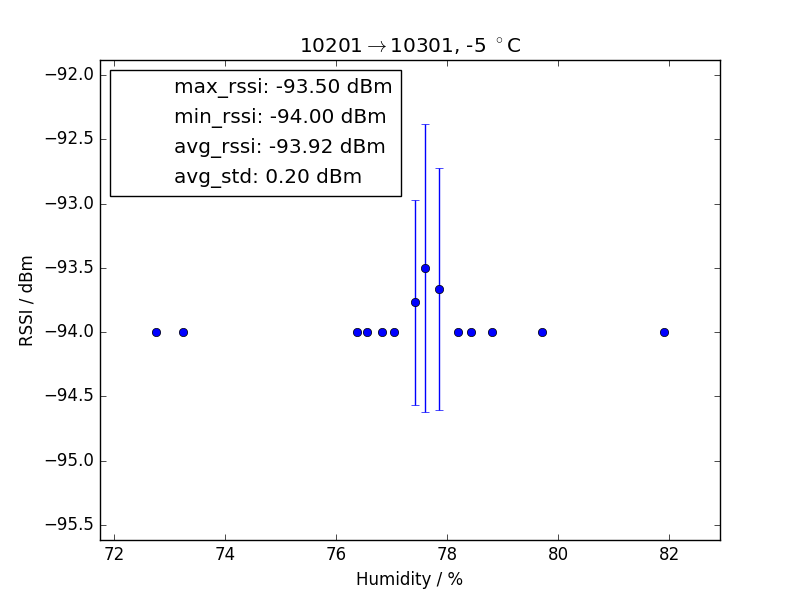 10201→10301, -5 °C
max_rssi: -93.50 dBm
min_rssi: -94.00 dBm
avg_rssi: -93.92 dBm
avg_std: 0.20 dBm
RSSI / dBm
−92.0
−92.5
−93.0
−93.5
−94.0
−94.5
−95.0
−95.5
72 74 76 78 80 82
Humidity / %